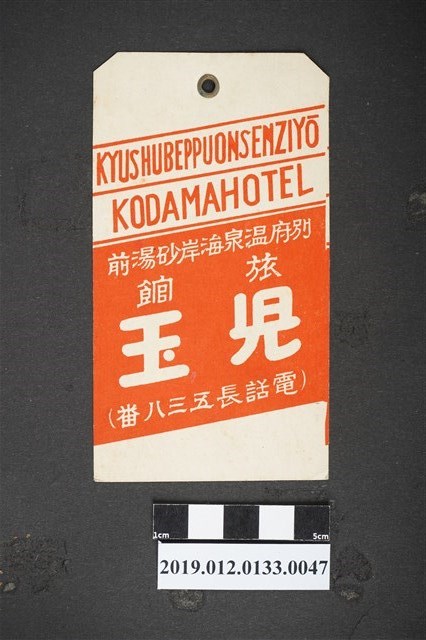 KYUSHUBEPPUONSENZIYŌ
KODAMAHOTEL
別府温泉海岸砂湯前
旅館
児玉
(電話長五三八番)
1cm 5cm
2019.012.0133.0047